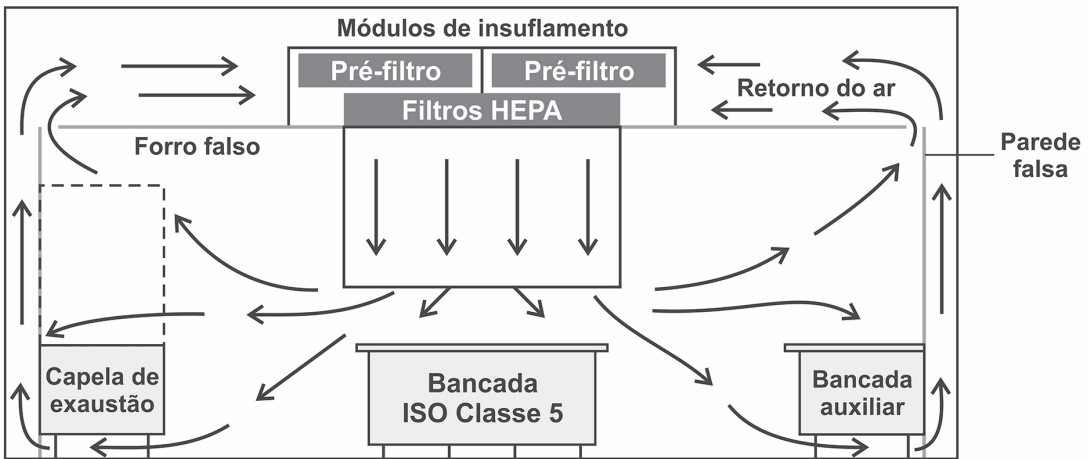 Módulos de insuflamento
Pré-filtro
Pré-filtro
Filtros HEPA
Retorno do ar
Forro falso
Parede
falsa
Capela de
exaustão
Bancada
ISO Classe 5
Bancada
auxiliar